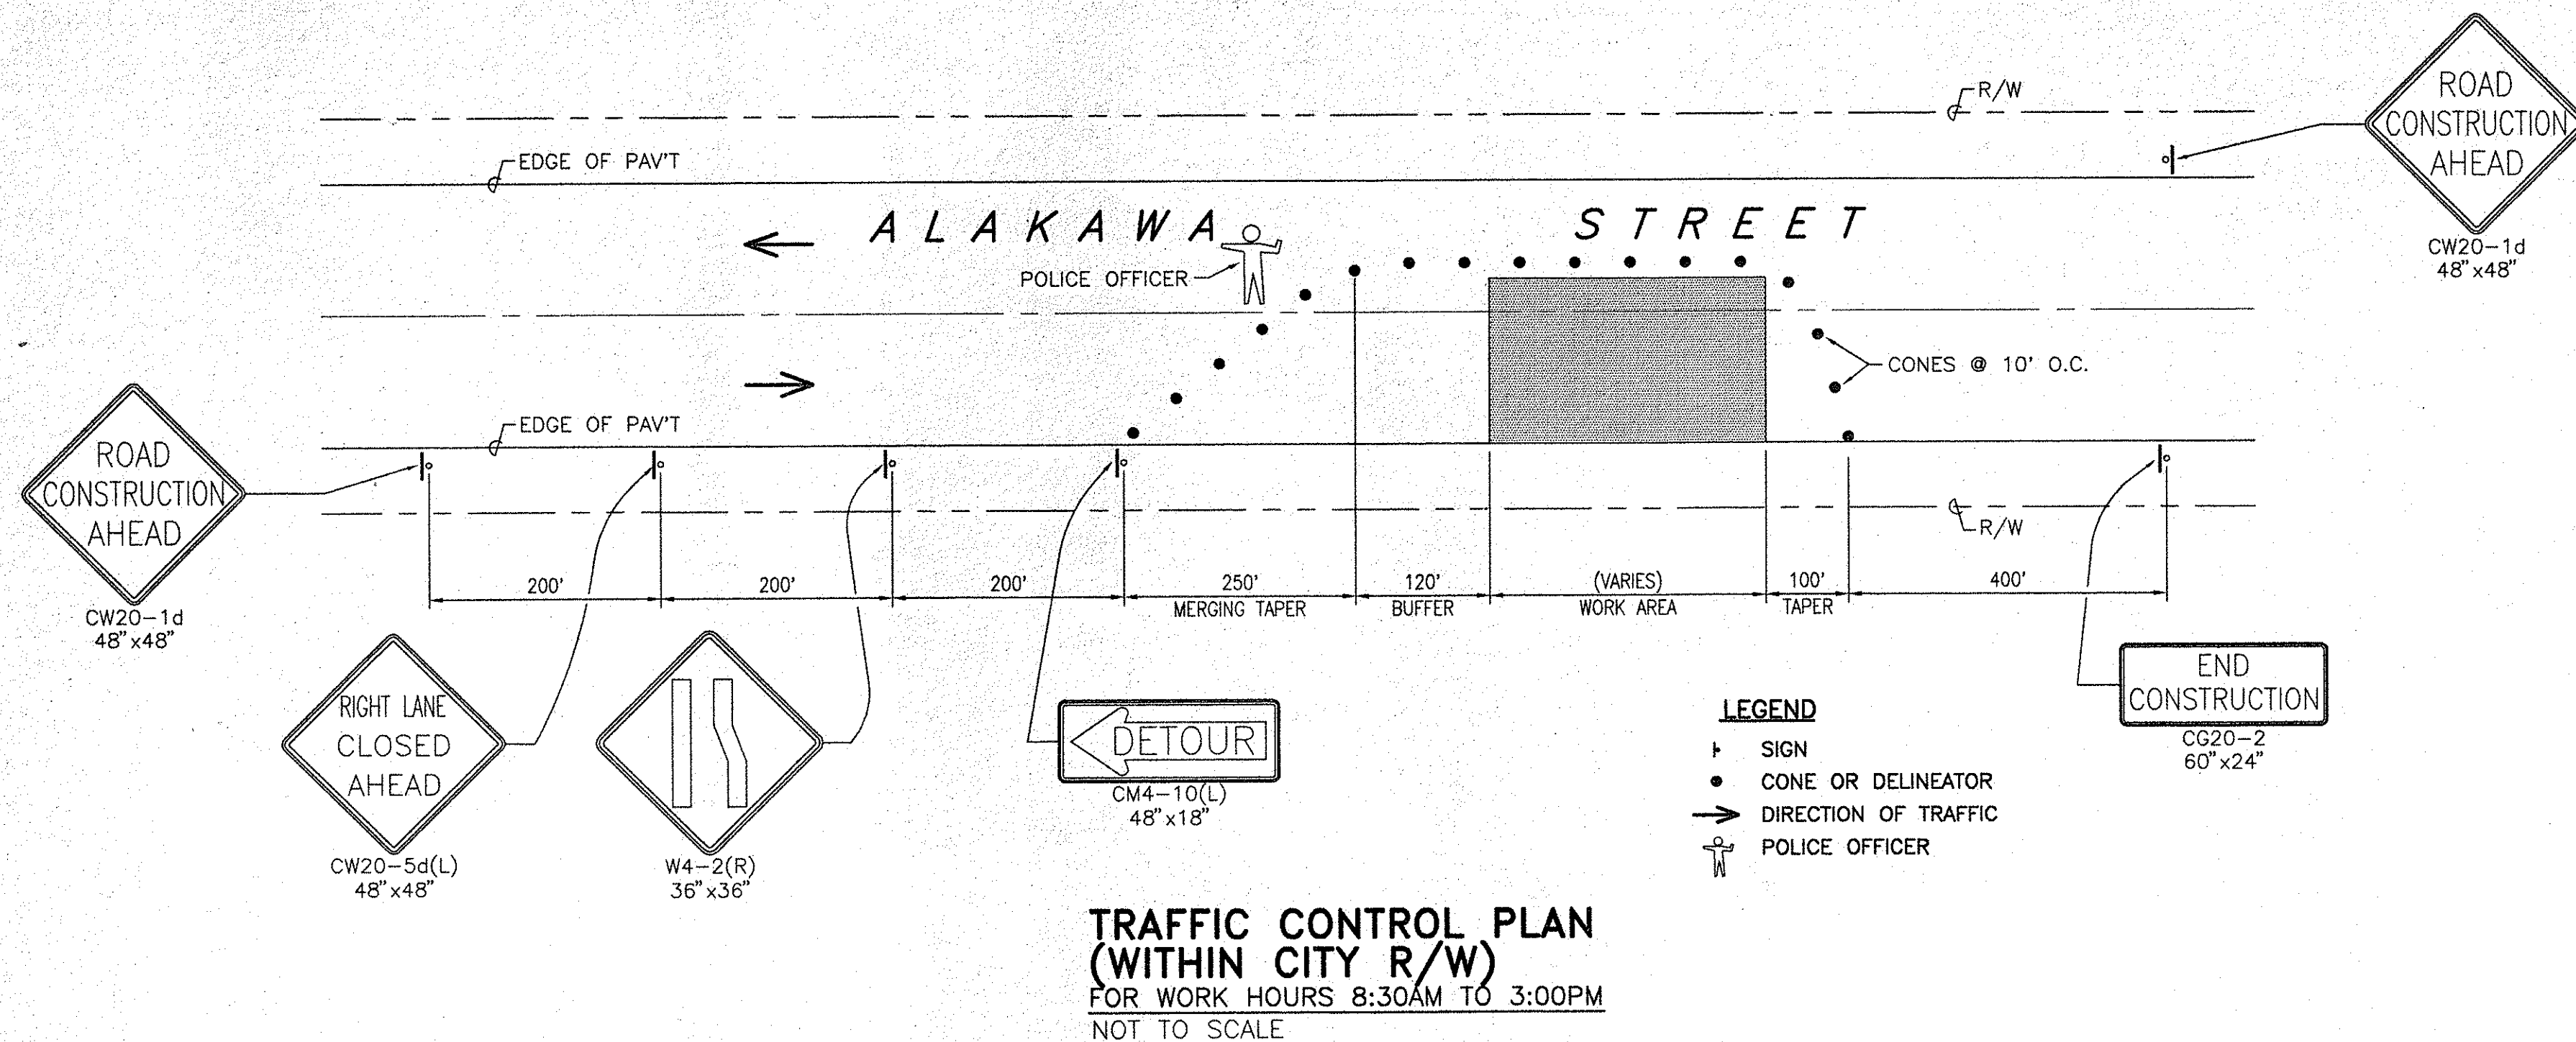 R/W
ROAD
CONSTRUCTION
AHEAD
CW20-1d
48"x48"
EDGE OF PAV'T
ALAKAWA STREET
POLICE OFFICER
CONES @ 10' O.C.
EDGE OF PAV'T
ROAD
CONSTRUCTION
AHEAD
CW20-1d
48"x48"
R/W
200'
200'
200'
250'
MERGING TAPER
120'
BUFFER
(VARIES)
WORK AREA
100'
TAPER
400'
RIGHT LANE
CLOSED
AHEAD
CW20-5d(L)
48"x48"
W4-2(R)
36"x36"
DETOUR
CM4-10(L)
48"x18"
END
CONSTRUCTION
CG20-2
60"x24"
LEGEND
SIGN
CONE OR DELINEATOR
DIRECTION OF TRAFFIC
POLICE OFFICER
TRAFFIC CONTROL PLAN
(WITHIN CITY R/W)
FOR WORK HOURS 8:30AM TO 3:00PM
NOT TO SCALE